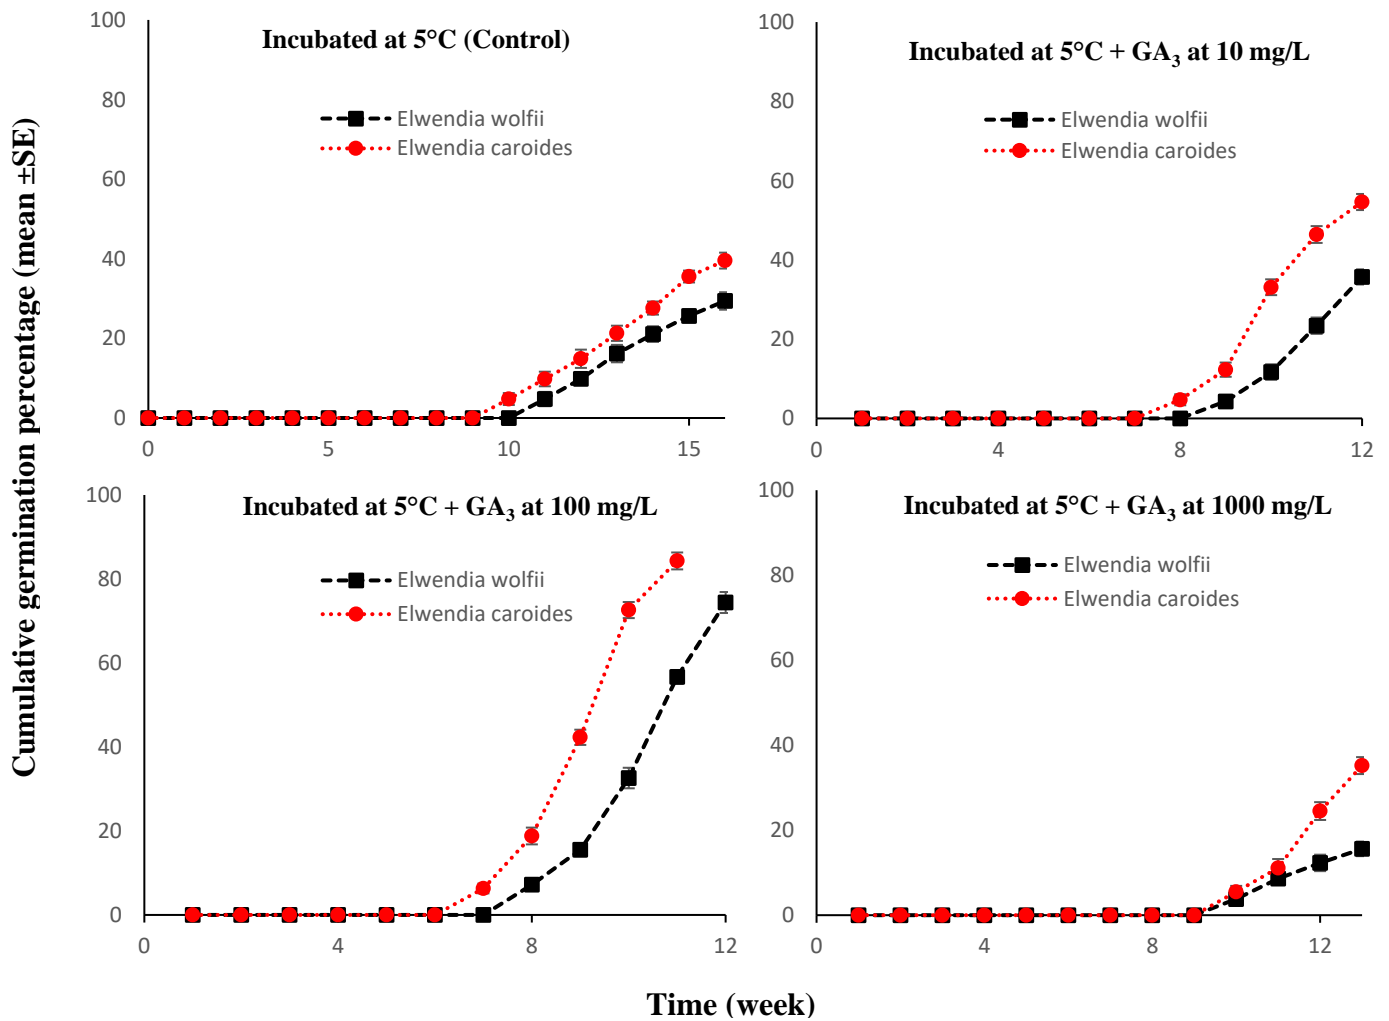 Cumulative germination percentage (mean ±SE)
Incubated at 5°C (Control)
Elwendia wolfii
Elwendia caroides
100
80
60
40
20
0
0 5 10 15
Incubated at 5°C + GA₃ at 10 mg/L
Elwendia wolfii
Elwendia caroides
100
80
60
40
20
0
0 4 8 12
Incubated at 5°C + GA₃ at 100 mg/L
Elwendia wolfii
Elwendia caroides
100
80
60
40
20
0
0 4 8 12
Incubated at 5°C + GA₃ at 1000 mg/L
Elwendia wolfii
Elwendia caroides
100
80
60
40
20
0
0 4 8 12
Time (week)